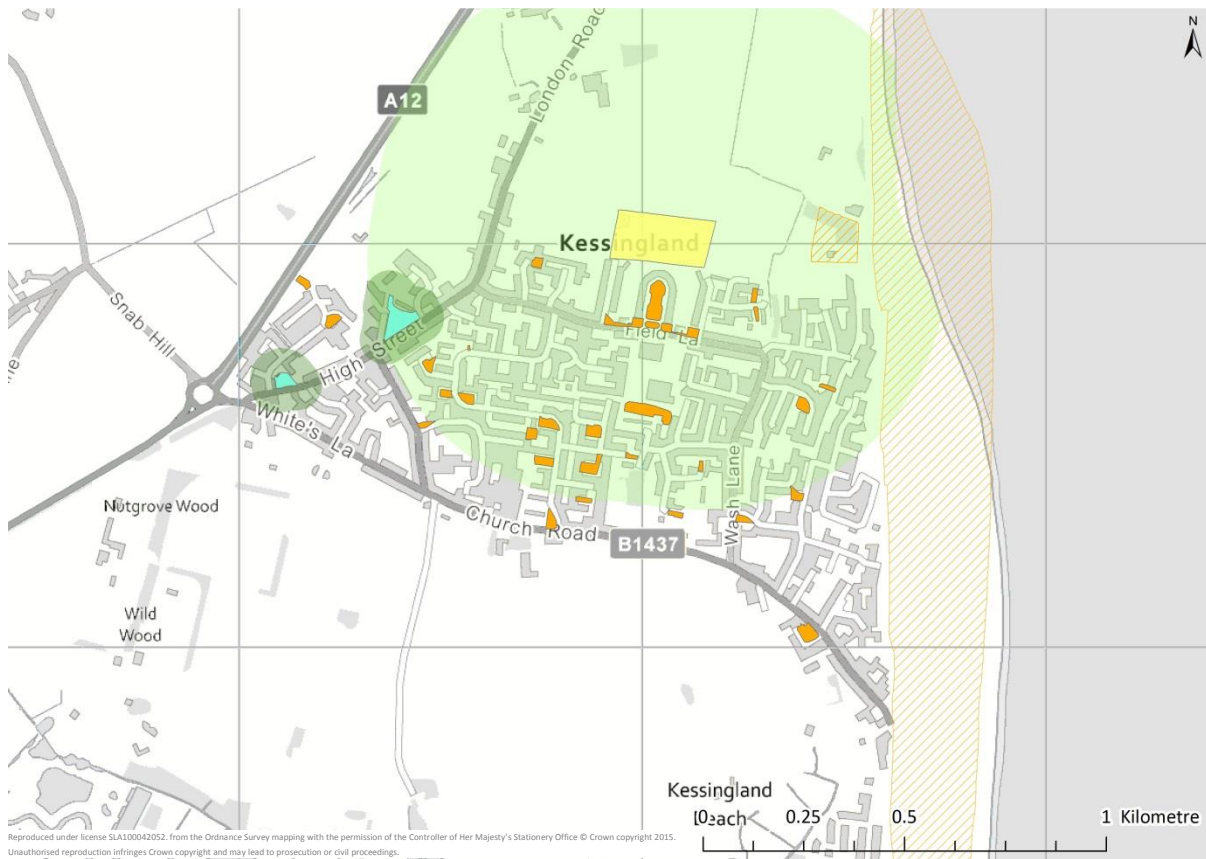 N
A12
London Road
Kessingland
Snab Hill
High Street
Field La
White's La
Nutgrove Wood
Church Road
B1437
Wash Lane
Wild
Wood
Kessingland
Beach
0 0.25 0.5 1 Kilometre
Reproduced under license SLA100042052. from the Ordnance Survey mapping with the permission of the Controller of Her Majesty's Stationery Office © Crown copyright 2015.
Unauthorised reproduction infringes Crown copyright and may lead to prosecution or civil proceedings.